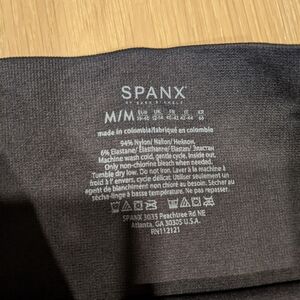 SPANX
BY SARA BLAKELY
M/M
made in colombia/fabriqué en colombie
94% Nylon/Nailon/Нейлон,
6% Elastane/Élasthanne/Elastan/Эластан
Machine wash cold, gentle cycle, Inside out.
Only non-chlorine bleach when needed.
Tumble dry low. Do not Iron. Laver à la machine à
froid à l'envers, cycle délicat. Utiliser seulement un
agent de blanchiment non chloré au besoin. Sécher au
sèche-linge à basse température. Ne pas repasser.
SPANX 3035 Peachtree Rd NE
Atlanta, GA 30305 U.S.A.
RN112121